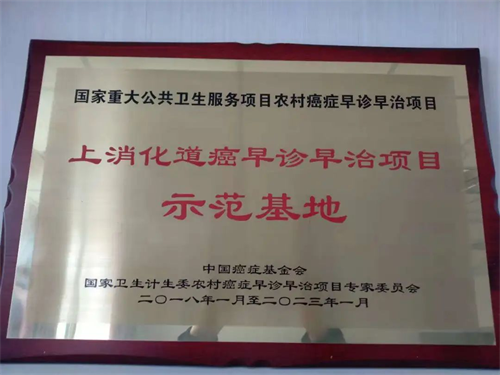 国家重大公共卫生服务项目农村癌症早诊早治项目
上消化道癌早诊早治项目
示范基地
中国癌症基金会
国家卫生计生委农村癌症早诊早治项目专家委员会
二〇一八年一月至二〇二三年一月